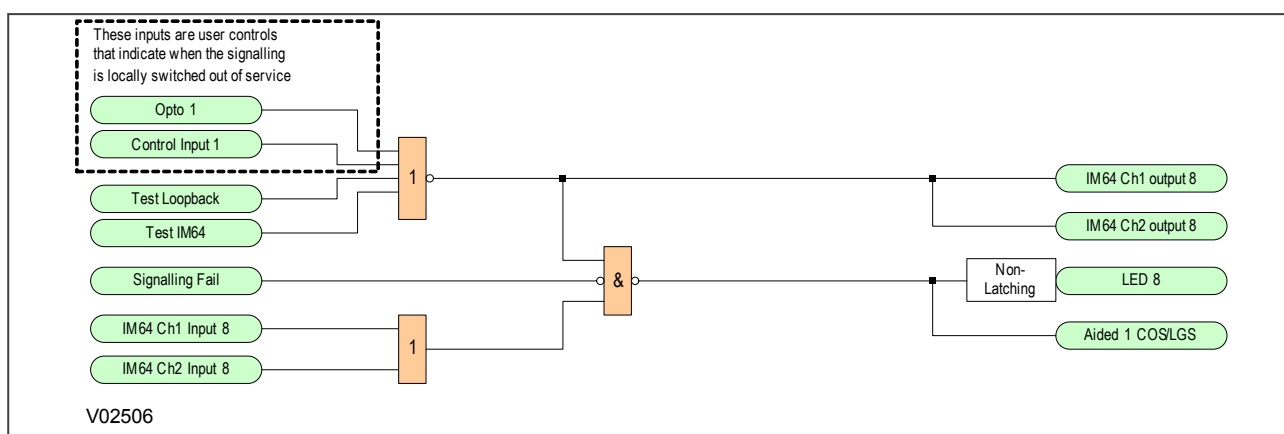 These inputs are user controls
that indicate when the signalling
is locally switched out of service
Opto 1
Control Input 1
Test Loopback
Test IM64
Signalling Fail
IM64 Ch1 Input 8
IM64 Ch2 Input 8
1
&
1
IM64 Ch1 output 8
IM64 Ch2 output 8
Non-
Latching
LED 8
Aided 1 COS/LGS
V02506